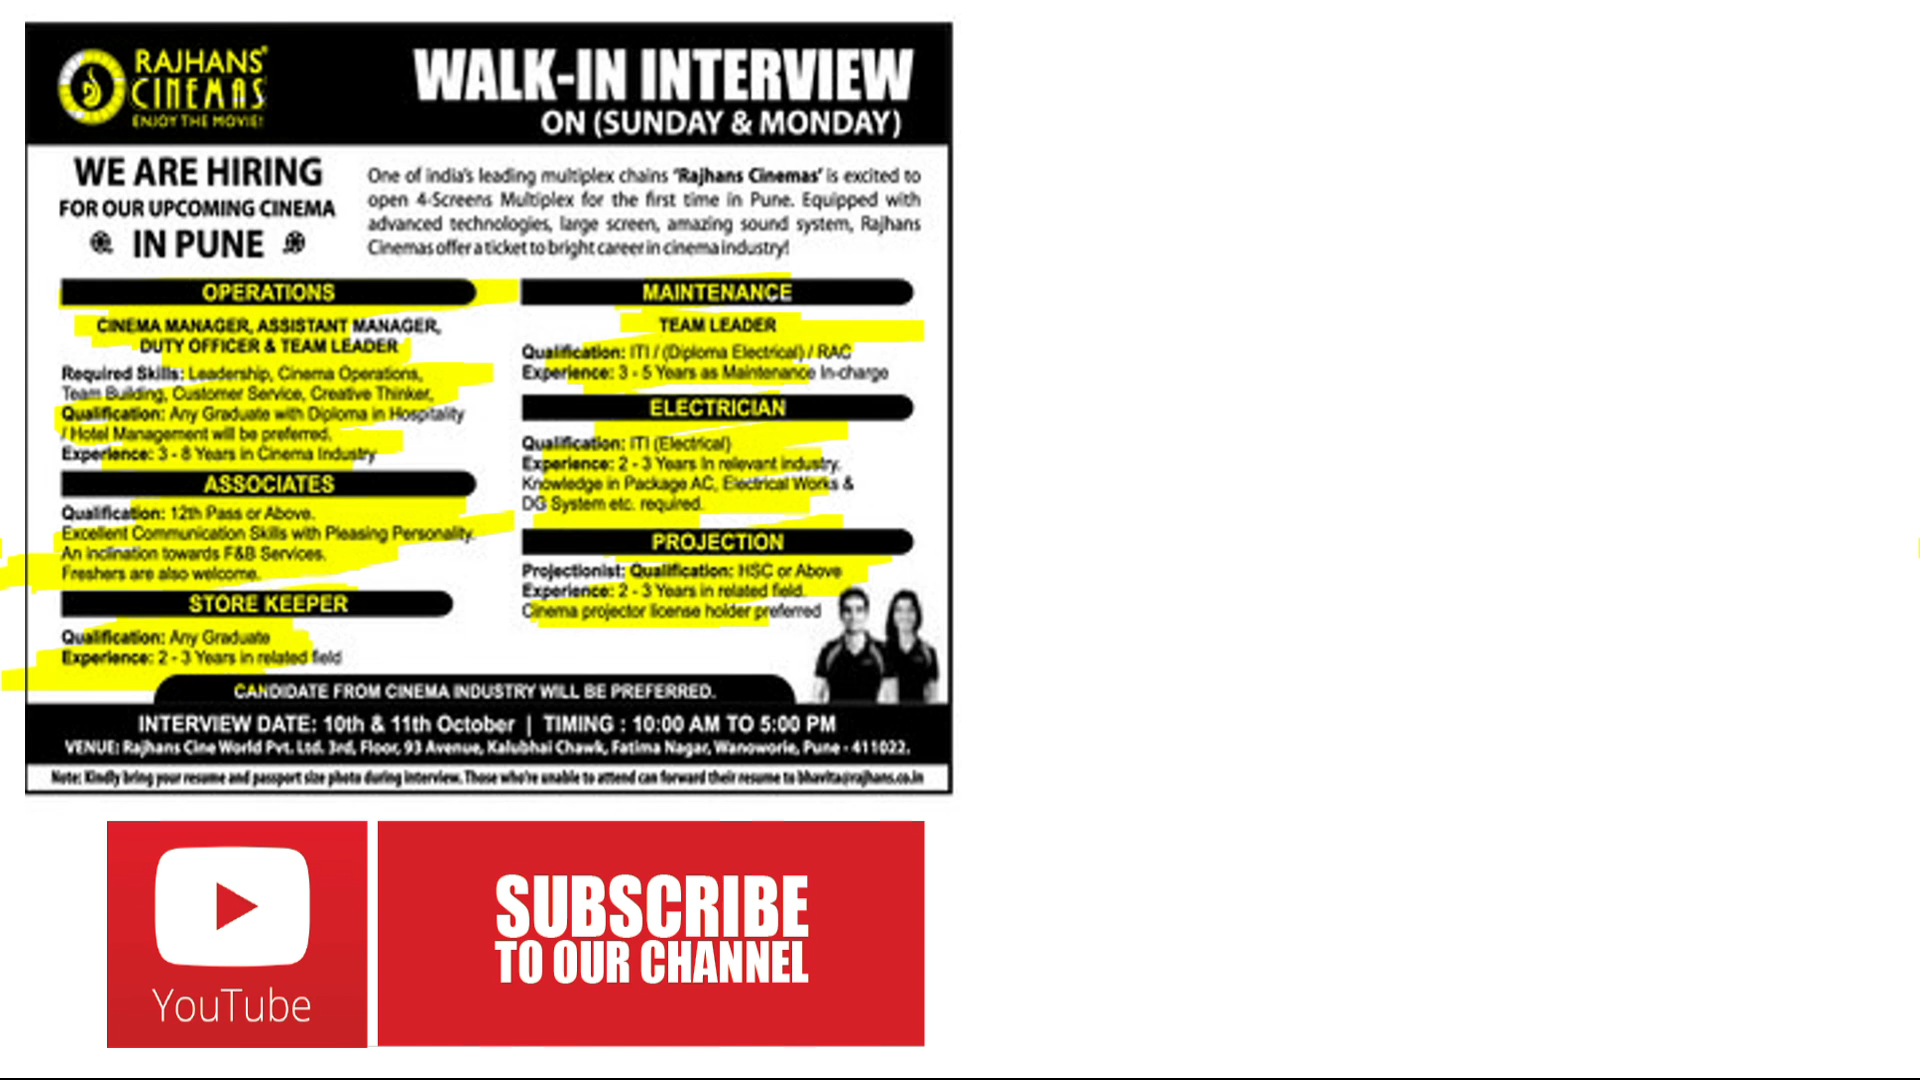 RAJHANS
CINEMAS
ENJOY THE MOVIE!
WALK-IN INTERVIEW
ON (SUNDAY & MONDAY)
WE ARE HIRING
FOR OUR UPCOMING CINEMA
IN PUNE
One of india's leading multiplex chains 'Rajhans Cinemas' is excited to
open 4-Screens Multiplex for the first time in Pune. Equipped with
advanced technologies, large screen, amazing sound system, Rajhans
Cinemas offer a ticket to bright career in cinema industry!
OPERATIONS
CINEMA MANAGER, ASSISTANT MANAGER,
DUTY OFFICER & TEAM LEADER
Required Skills: Leadership, Cinema Operations,
Team Building, Customer Service, Creative Thinker,
Qualification: Any Graduate with Diploma in Hospitality
/ Hotel Management will be preferred.
Experience: 3 - 8 Years in Cinema Industry
ASSOCIATES
Qualification: 12th Pass or Above.
Excellent Communication Skills with Pleasing Personality.
An inclination towards F&B Services.
Freshers are also welcome.
STORE KEEPER
Qualification: Any Graduate
Experience: 2 - 3 Years in related field
MAINTENANCE
TEAM LEADER
Qualification: ITI / (Diploma Electrical) / RAC
Experience: 3 - 5 Years as Maintenance In-charge
ELECTRICIAN
Qualification: ITI (Electrical)
Experience: 2 - 3 Years In relevant industry.
Knowledge in Package AC, Electrical Works &
DG System etc. required.
PROJECTION
Projectionist: Qualification: HSC or Above
Experience: 2 - 3 Years in related field.
Cinema projector license holder preferred
CANDIDATE FROM CINEMA INDUSTRY WILL BE PREFERRED.
INTERVIEW DATE: 10th & 11th October | TIMING : 10:00 AM TO 5:00 PM
VENUE: Rajhans Cine World Pvt. Ltd. 3rd, Floor, 93 Avenue, Kalubhai Chawk, Fatima Nagar, Wanoworie, Pune - 411022.
Note: Kindly bring your resume and passport size photo during interview. Those who're unable to attend can forward their resume to bhavita@rajhans.co.in
YouTube
SUBSCRIBE
TO OUR CHANNEL